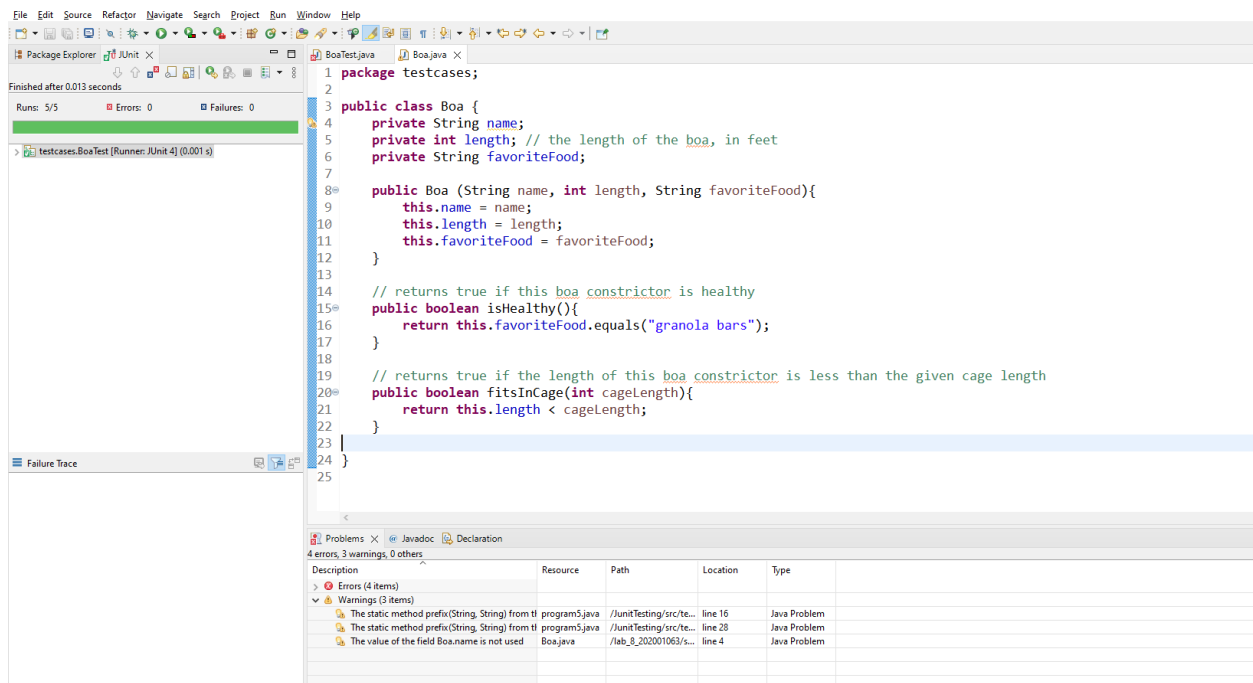 File Edit Source Refactor Navigate Search Project Run Window Help
Package Explorer JUnit
Finished after 0.013 seconds
Runs: 5/5 Errors: 0 Failures: 0
testcases.BoaTest [Runner: JUnit 4] (0.001 s)
Failure Trace
BoaTest.java Boa.java
1 package testcases;
2
3 public class Boa {
4 private String name;
5 private int length; // the length of the boa, in feet
6 private String favoriteFood;
7
8 public Boa (String name, int length, String favoriteFood){
9 this.name = name;
10 this.length = length;
11 this.favoriteFood = favoriteFood;
12 }
13
14 // returns true if this boa constrictor is healthy
15 public boolean isHealthy(){
16 return this.favoriteFood.equals("granola bars");
17 }
18
19 // returns true if the length of this boa constrictor is less than the given cage length
20 public boolean fitsInCage(int cageLength){
21 return this.length < cageLength;
22 }
23
24 }
25
Problems @ Javadoc Declaration
4 errors, 3 warnings, 0 others
Description Resource Path Location Type
Errors (4 items)
Warnings (3 items)
The static method prefix(String, String) from tl program5.java /JunitTesting/src/te... line 16 Java Problem
The static method prefix(String, String) from tl program5.java /JunitTesting/src/te... line 28 Java Problem
The value of the field Boa.name is not used Boa.java /lab_8_202001063/s... line 4 Java Problem